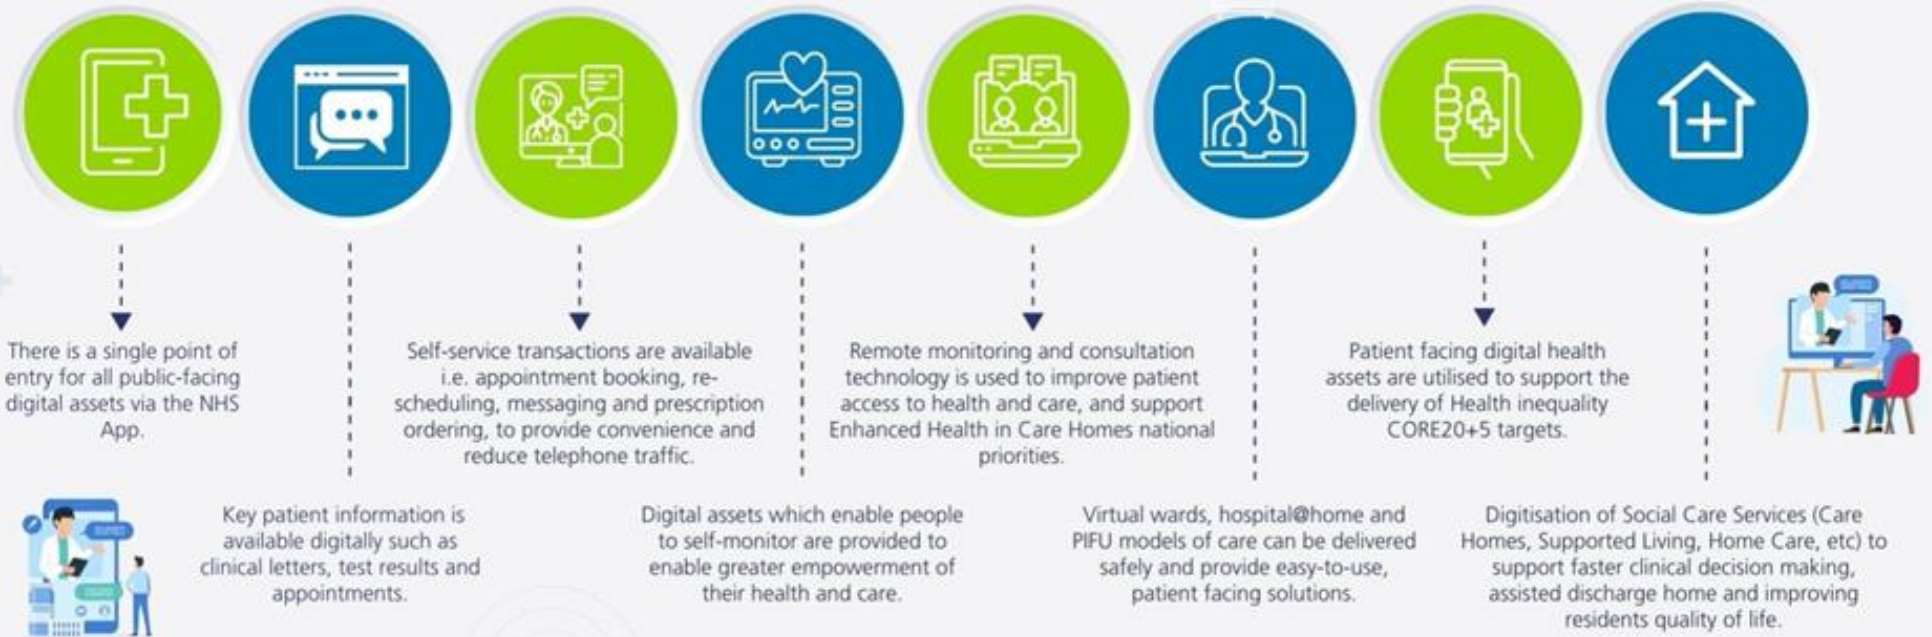 There is a single point of
entry for all public-facing
digital assets via the NHS
App.
Key patient information is
available digitally such as
clinical letters, test results and
appointments.
Self-service transactions are available
i.e. appointment booking, re-
scheduling, messaging and prescription
ordering, to provide convenience and
reduce telephone traffic.
Digital assets which enable people
to self-monitor are provided to
enable greater empowerment of
their health and care.
Remote monitoring and consultation
technology is used to improve patient
access to health and care, and support
Enhanced Health in Care Homes national
priorities.
Virtual wards, hospital@home and
PIFU models of care can be delivered
safely and provide easy-to-use,
patient facing solutions.
Patient facing digital health
assets are utilised to support the
delivery of Health inequality
CORE20+5 targets.
Digitisation of Social Care Services (Care
Homes, Supported Living, Home Care, etc) to
support faster clinical decision making,
assisted discharge home and improving
residents quality of life.